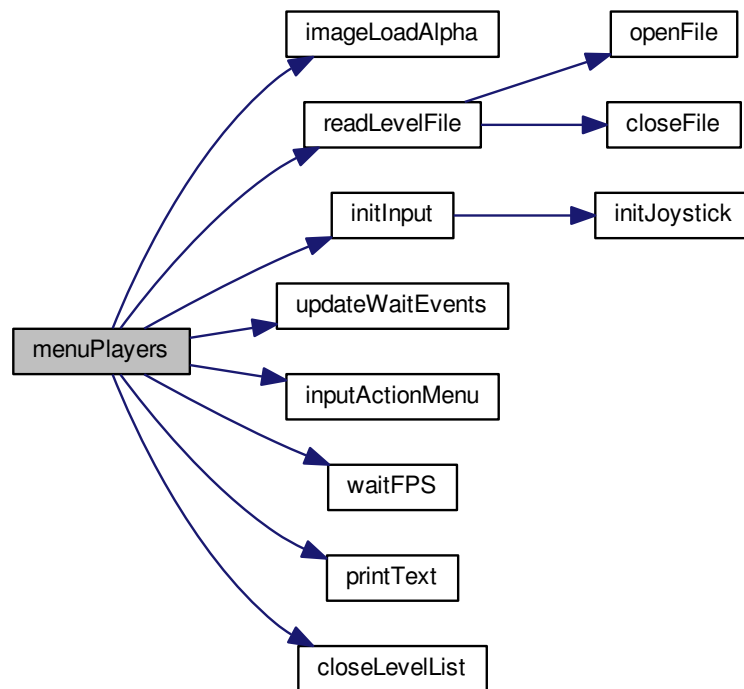 imageLoadAlpha
openFile
readLevelFile
closeFile
initInput
initJoystick
updateWaitEvents
menuPlayers
inputActionMenu
waitFPS
printText
closeLevelList